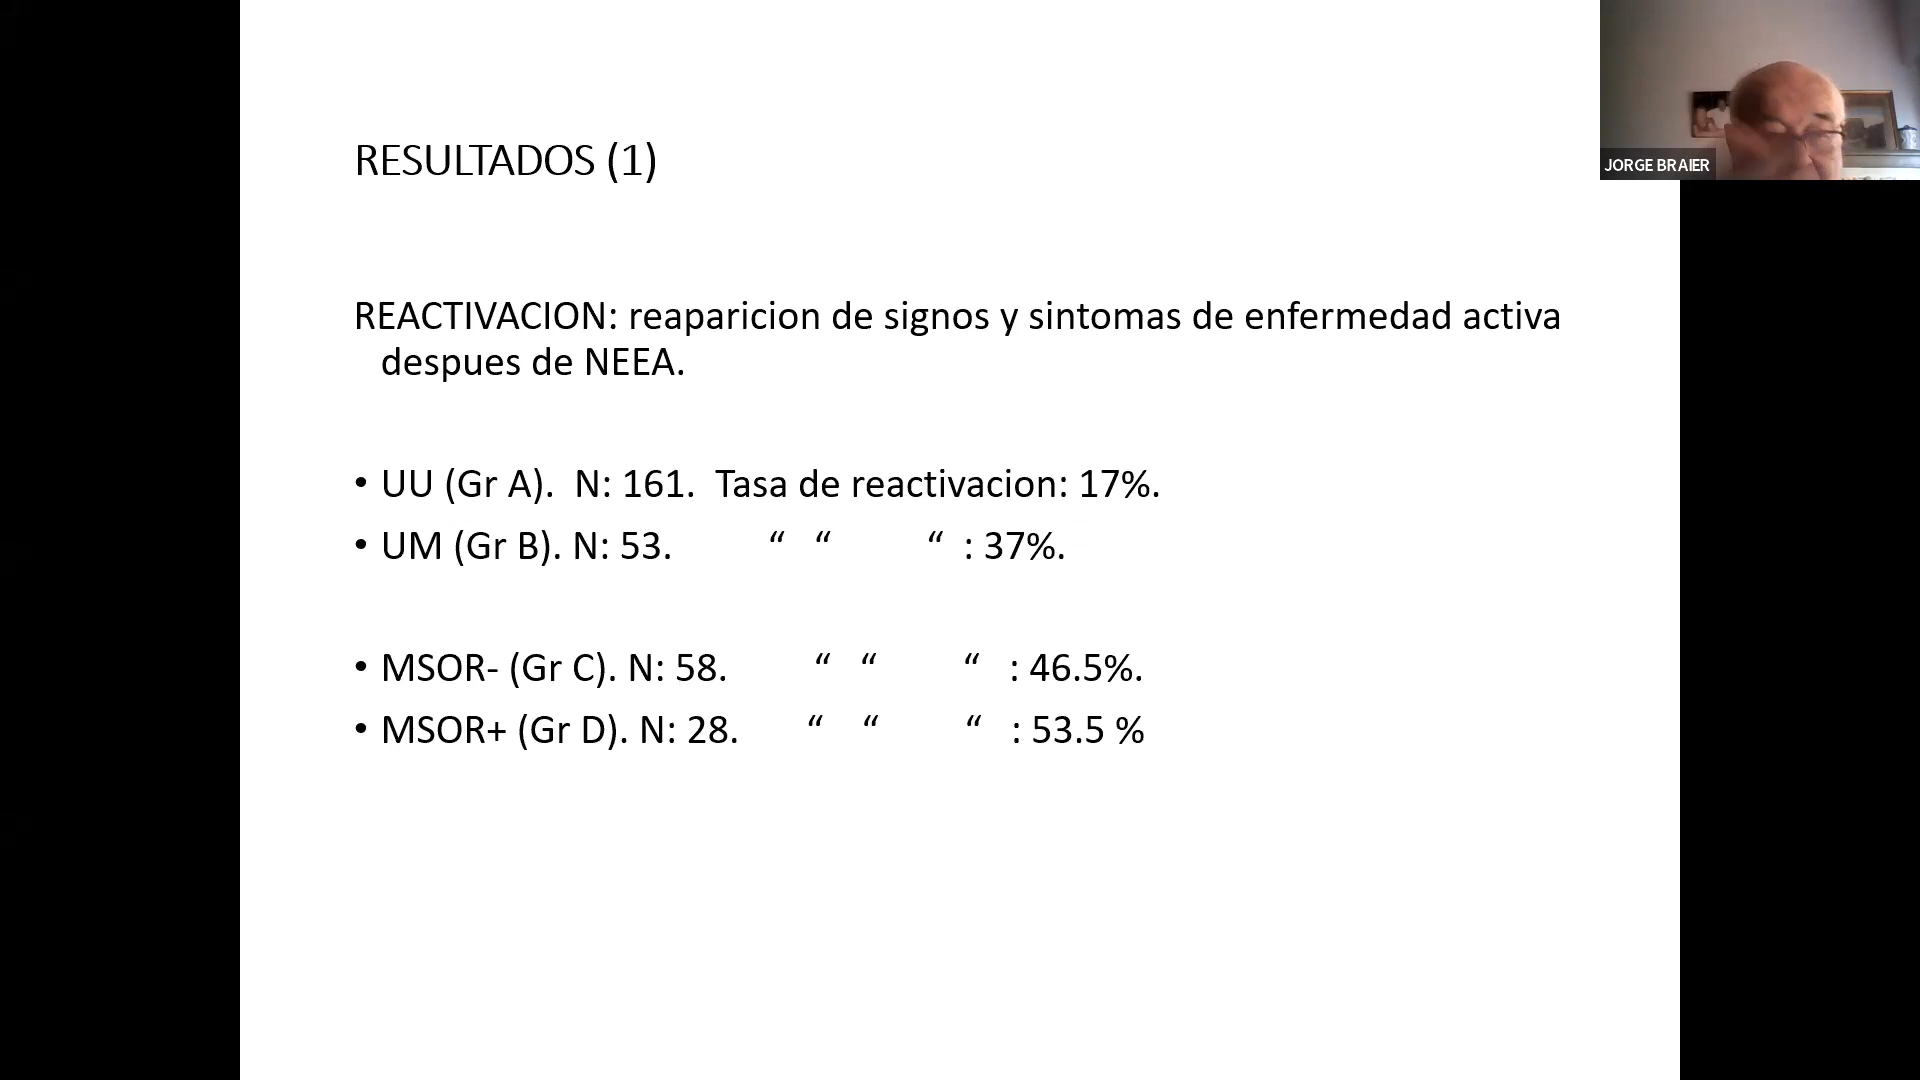 RESULTADOS (1)
JORGE BRAIER
REACTIVACION: reaparicion de signos y sintomas de enfermedad activa
despues de NEEA.
• UU (Gr A).  N: 161.  Tasa de reactivacion: 17%.
• UM (Gr B). N: 53.  “  “  “ : 37%.
• MSOR- (Gr C). N: 58.  “  “  “  : 46.5%.
• MSOR+ (Gr D). N: 28.  “  “  “  : 53.5 %